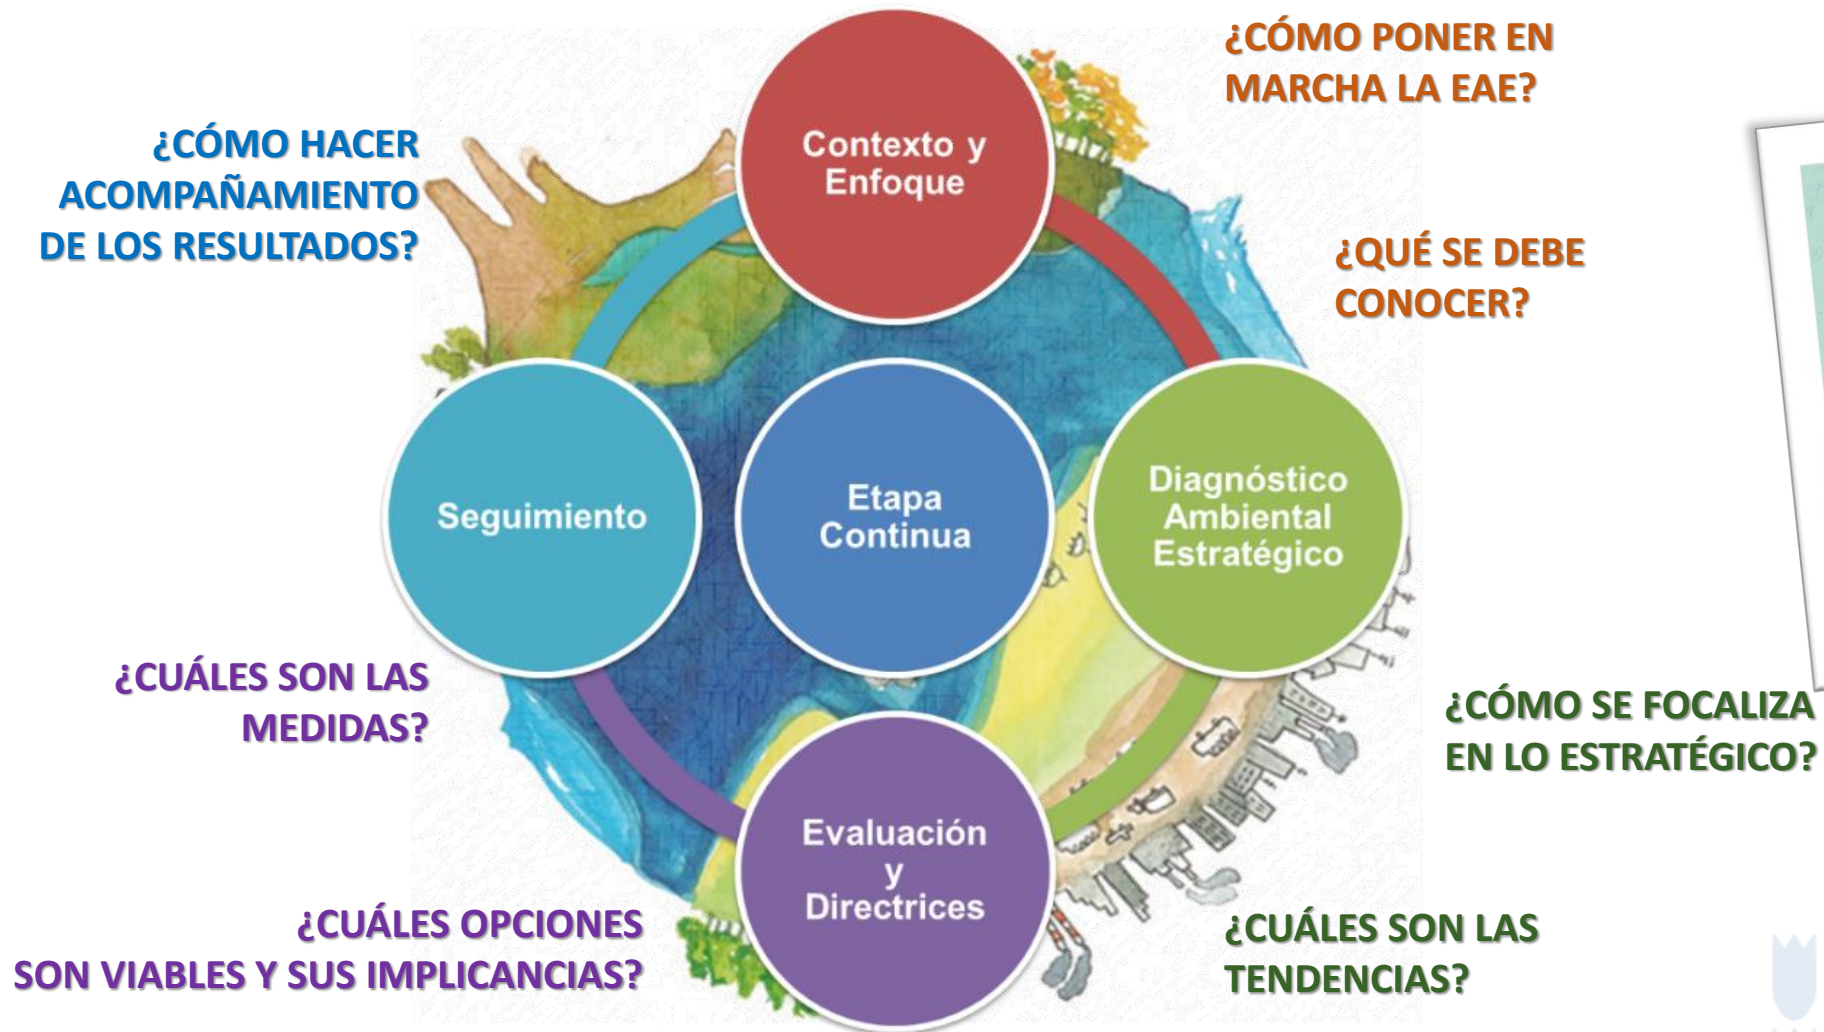 ¿CÓMO PONER EN
MARCHA LA EAE?
¿CÓMO HACER
ACOMPAÑAMIENTO
DE LOS RESULTADOS?
Contexto y
Enfoque
¿QUÉ SE DEBE
CONOCER?
Seguimiento
Etapa
Continua
Diagnóstico
Ambiental
Estratégico
¿CUÁLES SON LAS
MEDIDAS?
¿CÓMO SE FOCALIZA
EN LO ESTRATÉGICO?
Evaluación
y
Directrices
¿CUÁLES OPCIONES
SON VIABLES Y SUS IMPLICANCIAS?
¿CUÁLES SON LAS
TENDENCIAS?